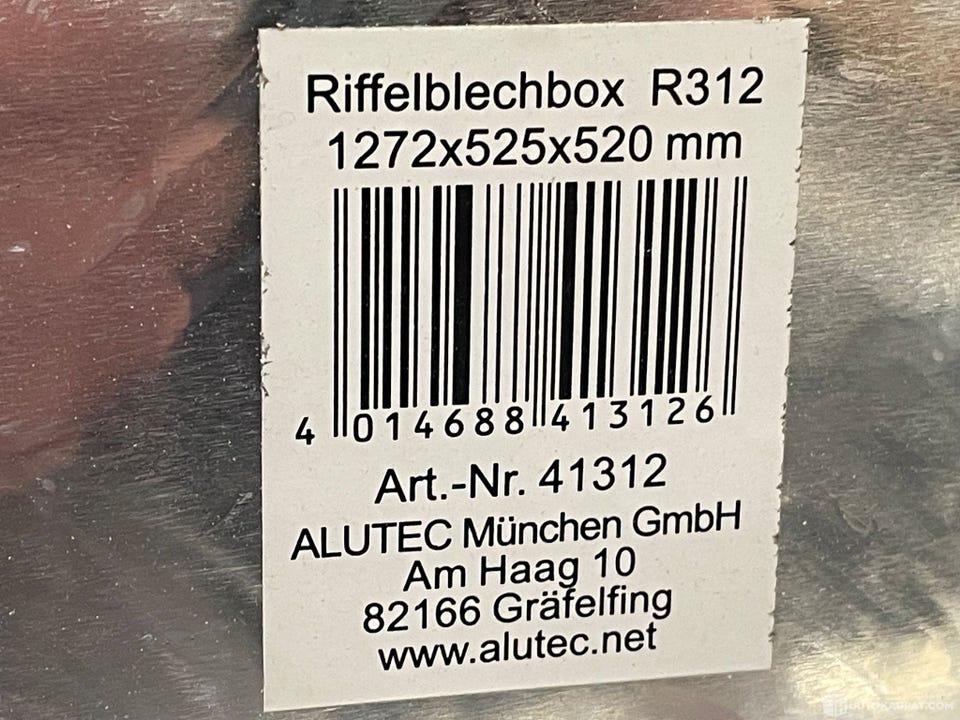 Riffelblechbox R312
1272x525x520 mm
4 014688 413126
Art.-Nr. 41312
ALUTEC München GmbH
Am Haag 10
82166 Gräfelfing
www.alutec.net